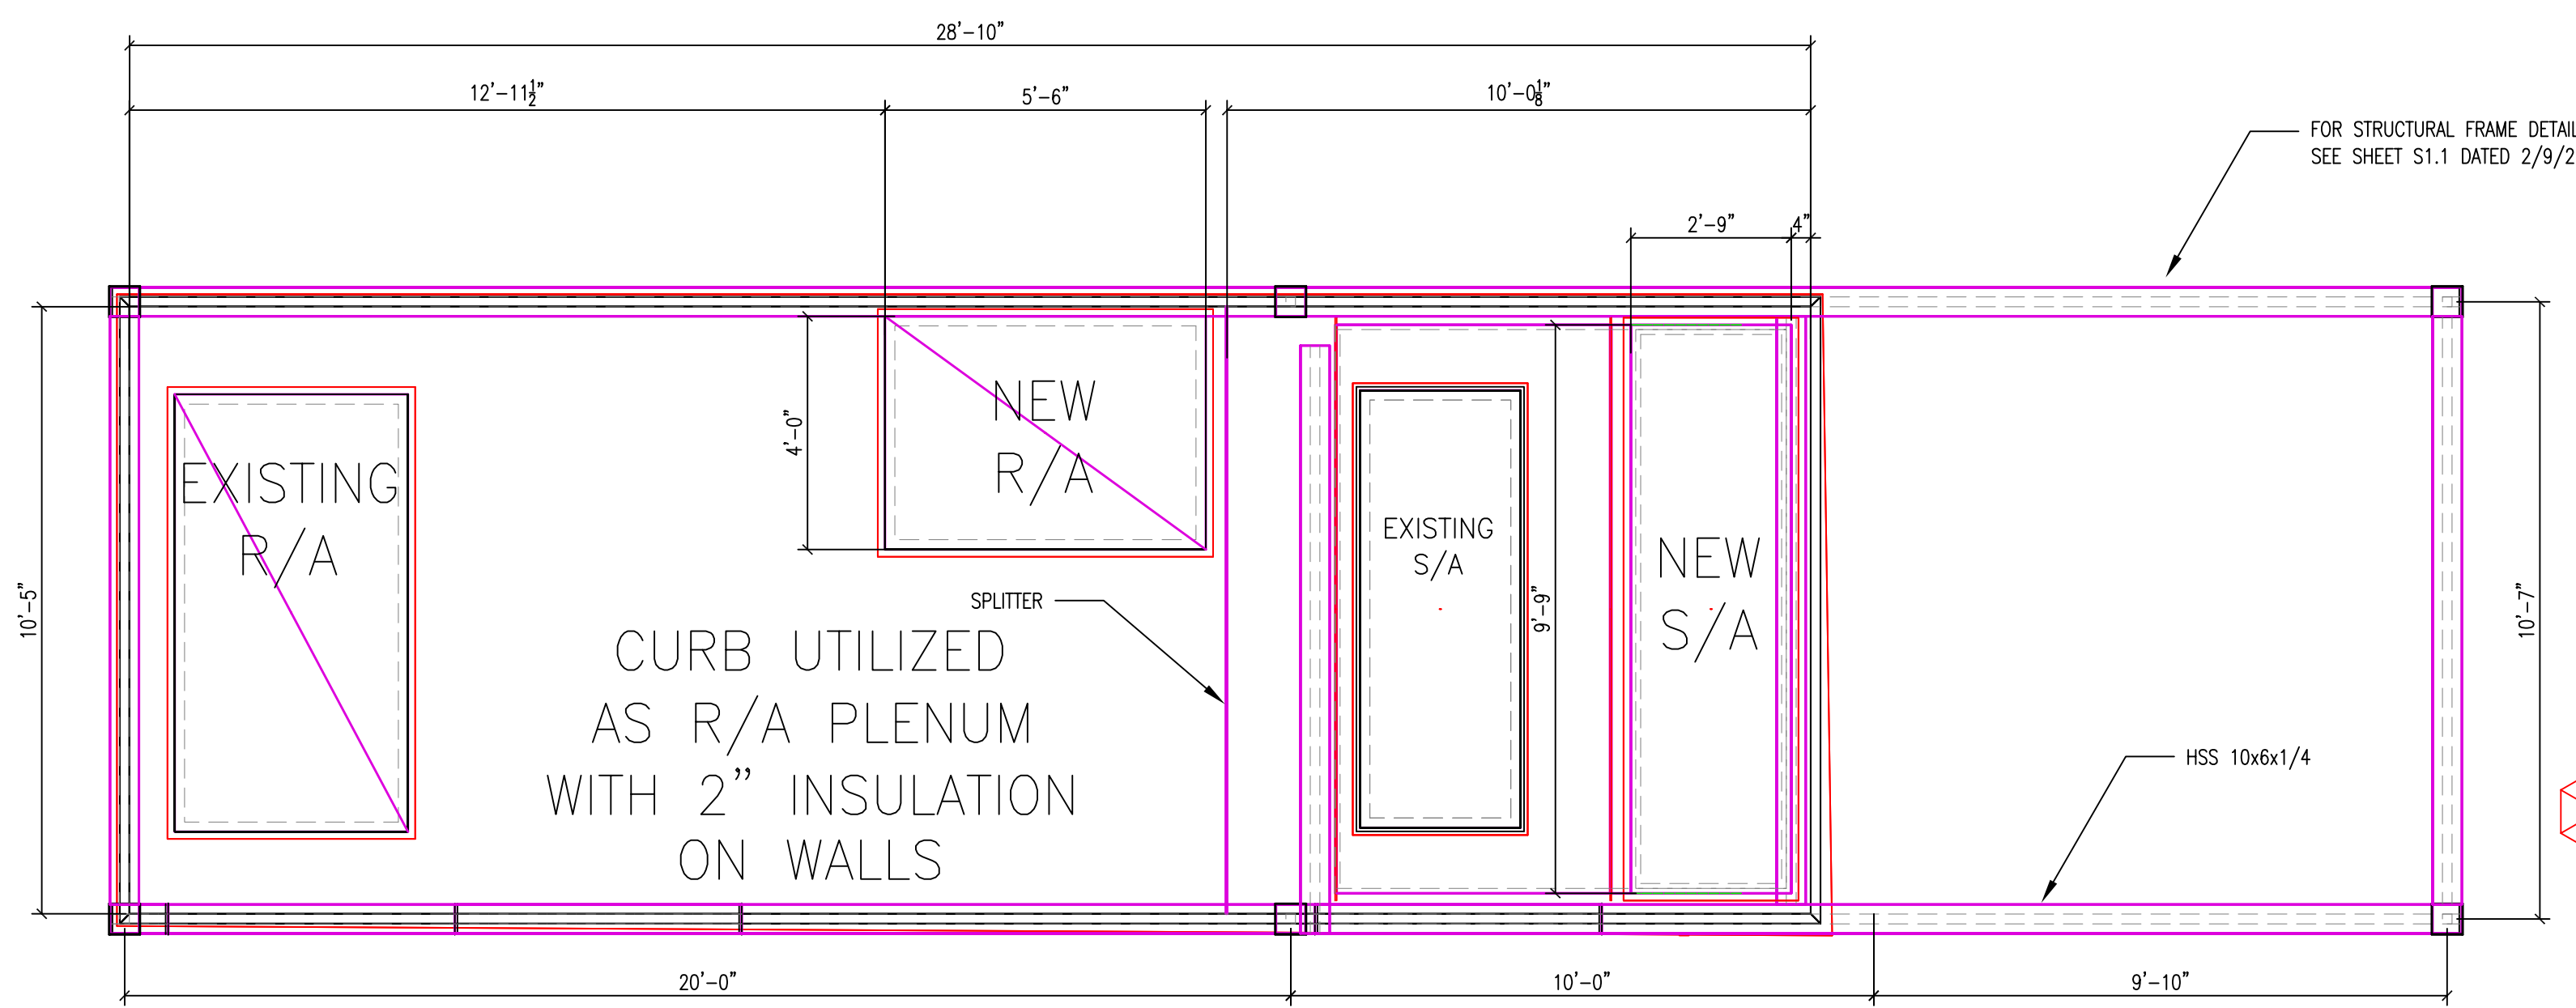 28'-10"
12'-11½"
5'-6"
10'-0⅛"
FOR STRUCTURAL FRAME DETAIL
SEE SHEET S1.1 DATED 2/9/2
2'-9"
4"
NEW
R/A
4'-0"
EXISTING
R/A
EXISTING
S/A
NEW
S/A
9'-9"
10'-5"
10'-7"
SPLITTER
CURB UTILIZED
AS R/A PLENUM
WITH 2" INSULATION
ON WALLS
HSS 10x6x1/4
20'-0"
10'-0"
9'-10"